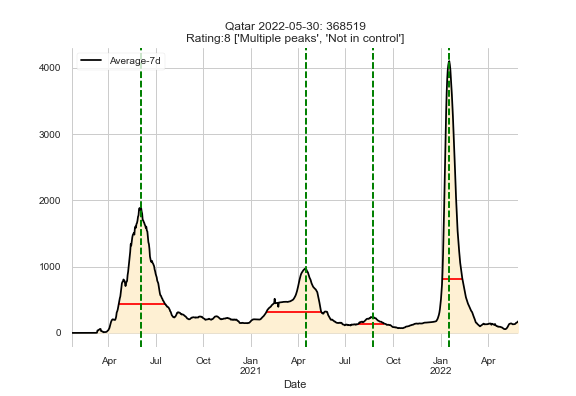 Qatar 2022-05-30: 368519
Rating:8 ['Multiple peaks', 'Not in control']
Average-7d
4000
3000
2000
1000
0
Apr Jul Oct Jan Apr Jul Oct Jan Apr
2021 2022
Date